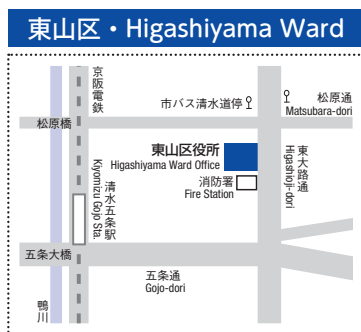 東山区・Higashiyama Ward
京阪電鉄
市バス清水道停
松原通
Matsubara-dori
松原橋
東山区役所
Higashiyama Ward Office
消防署
Fire Station
東大路通
Higashioji-dori
清水五条駅
Kiyomizu Gojo Sta.
五条大橋
五条通
Gojo-dori
鴨川